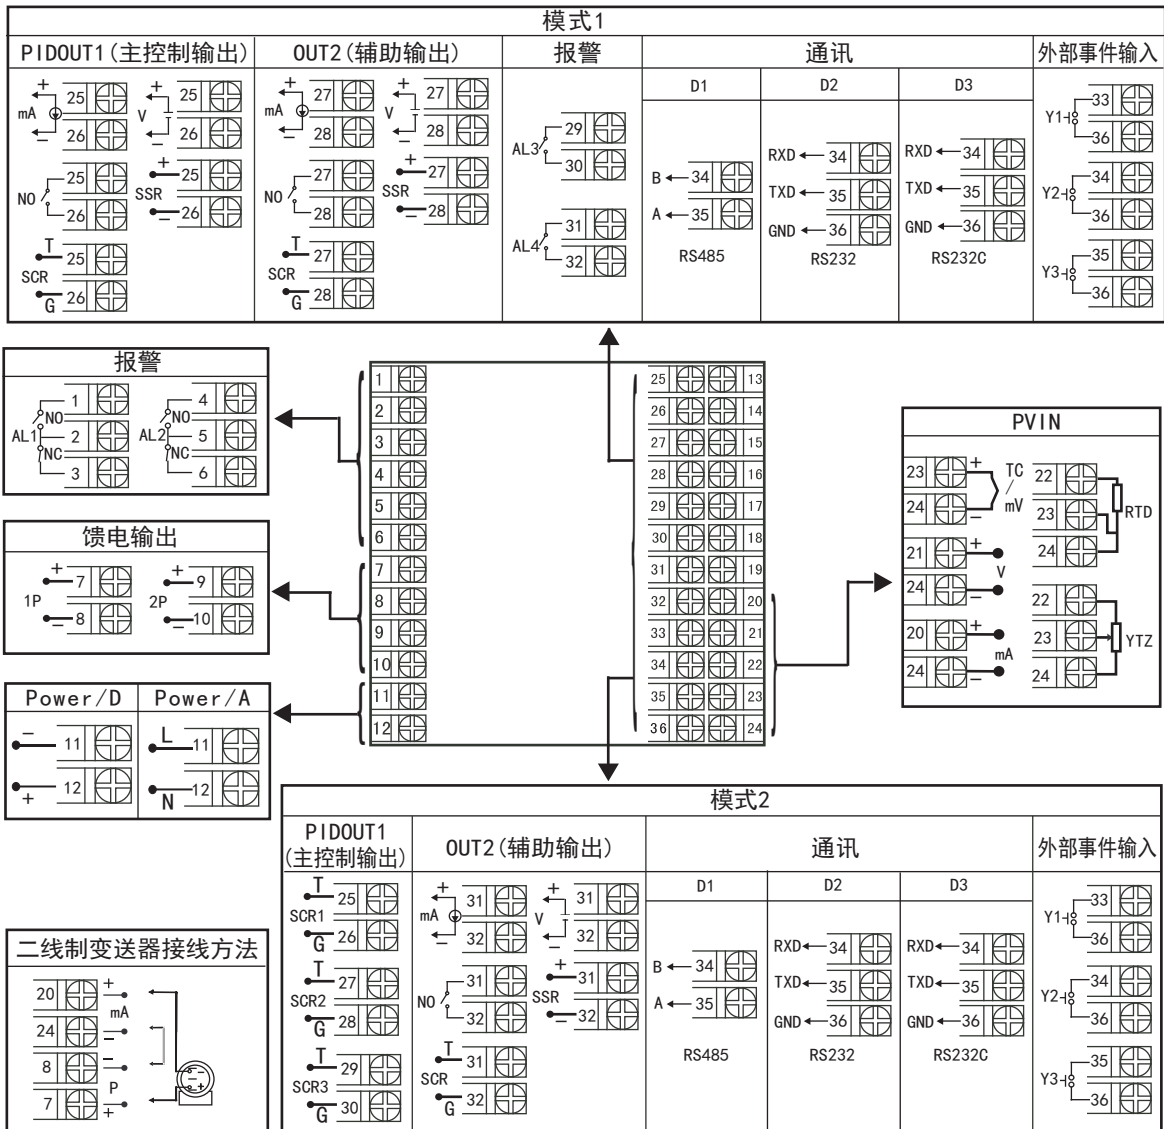 模式1
PIDOUT1(主控制输出) OUT2(辅助输出) 报警 通讯 外部事件输入
D1 D2 D3
+ mA − 25 26
+ V − 25 26
NO 25 26
+ SSR − 25 26
T SCR G 25 26
+ mA − 27 28
+ V − 27 28
NO 27 28
+ SSR − 27 28
T SCR G 27 28
AL3 29 30
AL4 31 32
B 34
A 35
RS485
RXD 34
TXD 35
GND 36
RS232
RXD 34
TXD 35
GND 36
RS232C
Y1 33 36
Y2 34 36
Y3 35 36
报警
AL1 NO NC 1 2 3
AL2 NO NC 4 5 6
馈电输出
1P + 7 − 8
2P + 9 − 10
Power/D Power/A
− 11 L 11
+ 12 N 12
1 25 13
2 26 14
3 27 15
4 28 16
5 29 17
6 30 18
7 31 19
8 32 20
9 33 21
10 34 22
11 35 23
12 36 24
PVIN
23 + TC / mV 24 −
22 23 24 RTD
21 + V 24 −
20 + mA 24 −
22 23 24 YTZ
二线制变送器接线方法
20 +
mA
24 −
8 −
P
7 +
− − +
模式2
PIDOUT1
(主控制输出) OUT2(辅助输出) 通讯 外部事件输入
D1 D2 D3
T SCR1 G 25 26
T SCR2 G 27 28
T SCR3 G 29 30
+ mA − 31 32
+ V − 31 32
NO 31 32
+ SSR − 31 32
T SCR G 31 32
B 34
A 35
RS485
RXD 34
TXD 35
GND 36
RS232
RXD 34
TXD 35
GND 36
RS232C
Y1 33 36
Y2 34 36
Y3 35 36